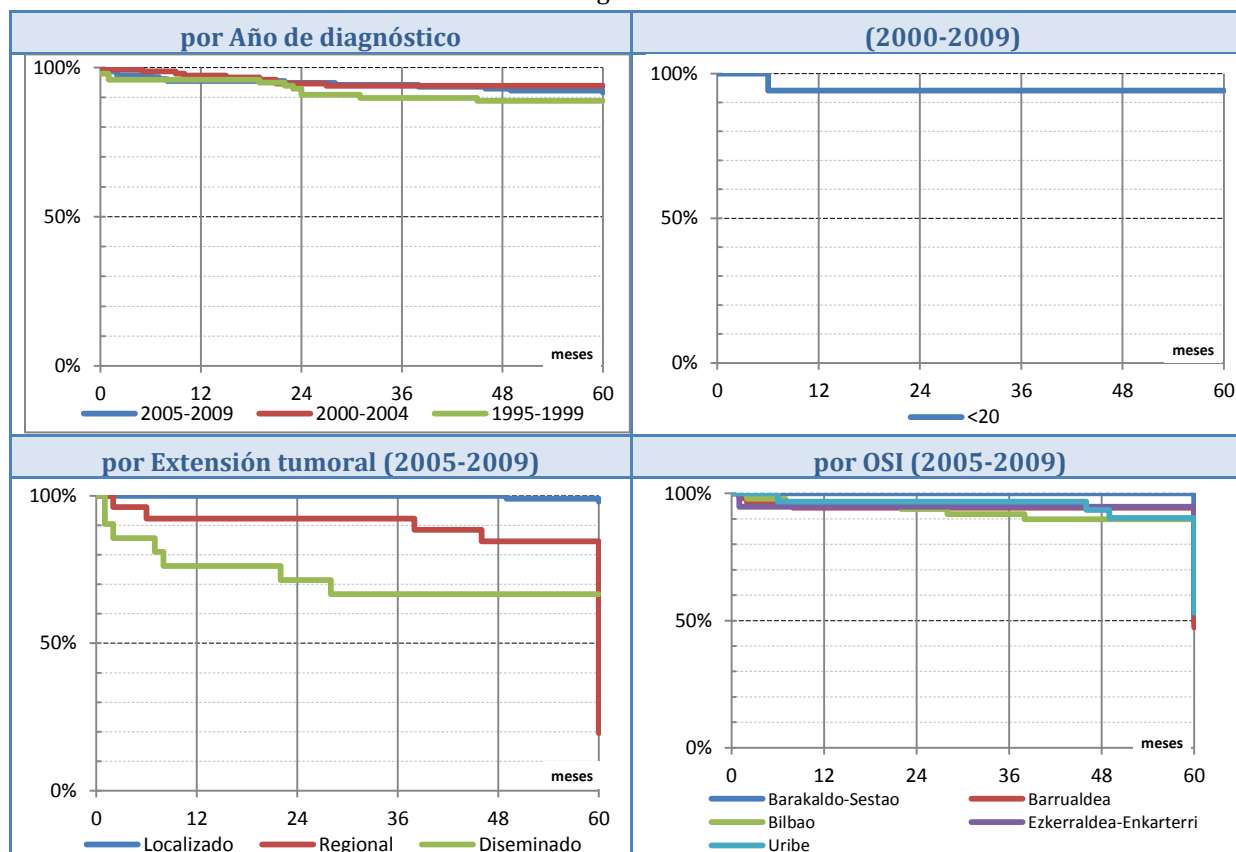 por Año de diagnóstico
(2000-2009)
100%
50%
0%
meses
0 12 24 36 48 60
2005-2009 2000-2004 1995-1999
100%
50%
0%
meses
0 12 24 36 48 60
<20
por Extensión tumoral (2005-2009)
por OSI (2005-2009)
100%
50%
0%
meses
0 12 24 36 48 60
Localizado Regional Diseminado
100%
50%
0%
meses
0 12 24 36 48 60
Barakaldo-Sestao Barrualdea
Bilbao Ezkerraldea-Enkarterri
Uribe